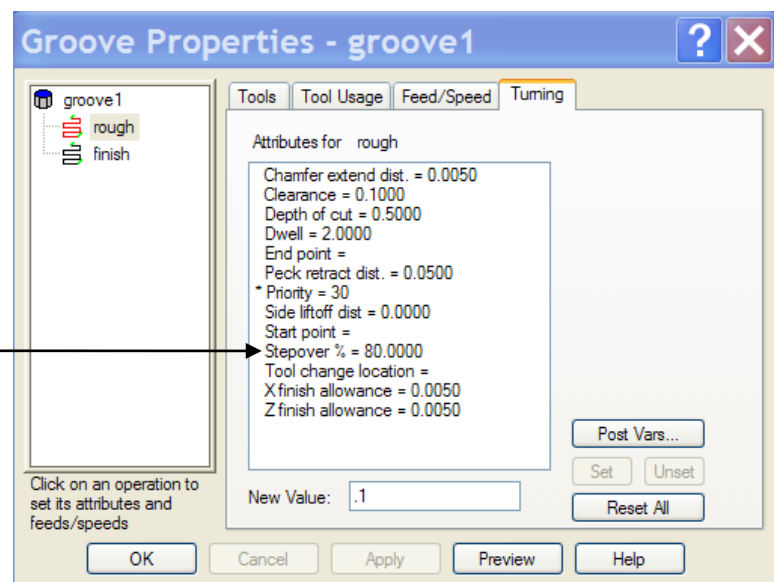 Groove Properties - groove1
groove1
rough
finish
Click on an operation to
set its attributes and
feeds/speeds
Tools Tool Usage Feed/Speed Turning
Attributes for rough
Chamfer extend dist. = 0.0050
Clearance = 0.1000
Depth of cut = 0.5000
Dwell = 2.0000
End point =
Peck retract dist. = 0.0500
* Priority = 30
Side liftoff dist = 0.0000
Start point =
Stepover % = 80.0000
Tool change location =
X finish allowance = 0.0050
Z finish allowance = 0.0050
New Value: .1
Post Vars...
Set Unset
Reset All
OK Cancel Apply Preview Help